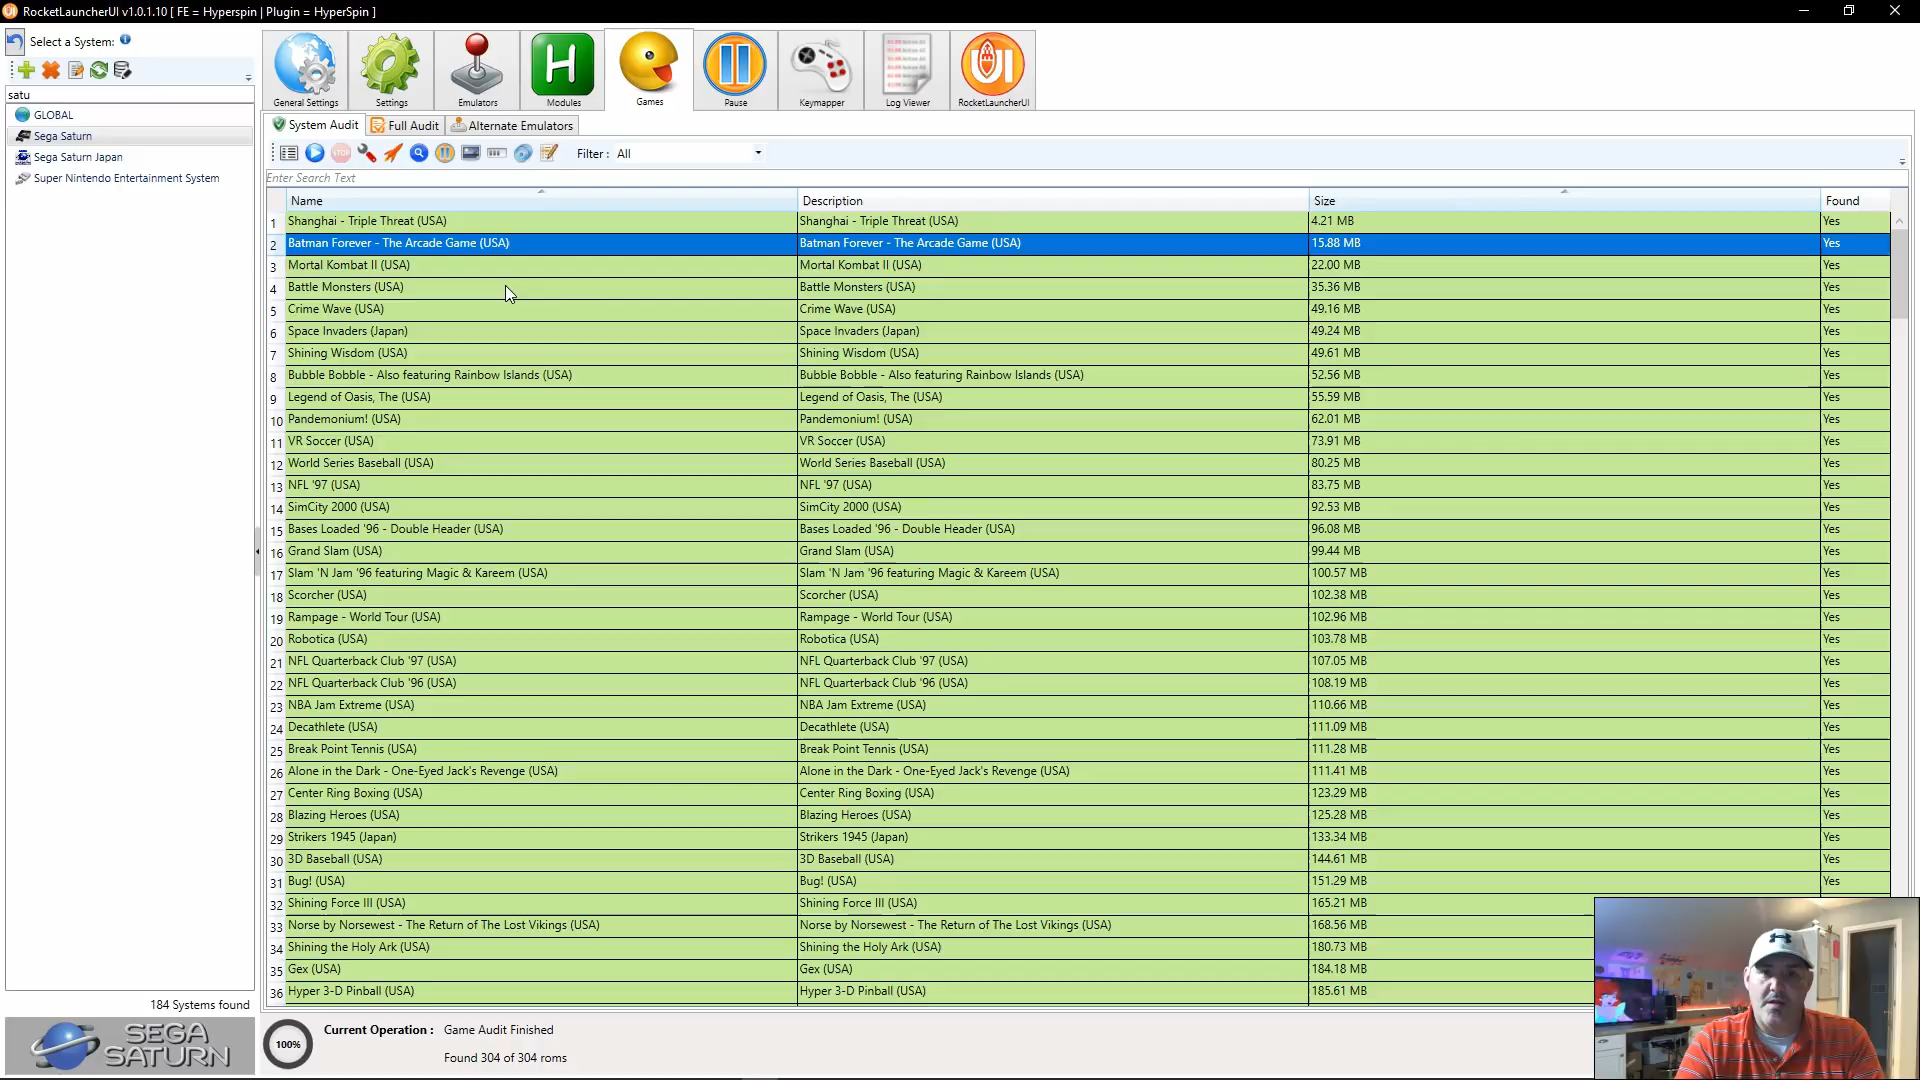 RocketLauncherUI v1.0.1.10 [ FE = Hyperspin | Plugin = HyperSpin ]
Select a System:
satu
GLOBAL
Sega Saturn
Sega Saturn Japan
Super Nintendo Entertainment System
184 Systems found
SEGA
SATURN
General Settings
Settings
Emulators
H
Modules
Games
Pause
Keymapper
Log Viewer
UI
RocketLauncherUI
System Audit
Full Audit
Alternate Emulators
STOP
Filter : All
Enter Search Text
Name Description Size Found
1 Shanghai - Triple Threat (USA) Shanghai - Triple Threat (USA) 4.21 MB Yes
2 Batman Forever - The Arcade Game (USA) Batman Forever - The Arcade Game (USA) 15.88 MB Yes
3 Mortal Kombat II (USA) Mortal Kombat II (USA) 22.00 MB Yes
4 Battle Monsters (USA) Battle Monsters (USA) 35.36 MB Yes
5 Crime Wave (USA) Crime Wave (USA) 49.16 MB Yes
6 Space Invaders (Japan) Space Invaders (Japan) 49.24 MB Yes
7 Shining Wisdom (USA) Shining Wisdom (USA) 49.61 MB Yes
8 Bubble Bobble - Also featuring Rainbow Islands (USA) Bubble Bobble - Also featuring Rainbow Islands (USA) 52.56 MB Yes
9 Legend of Oasis, The (USA) Legend of Oasis, The (USA) 55.59 MB Yes
10 Pandemonium! (USA) Pandemonium! (USA) 62.01 MB Yes
11 VR Soccer (USA) VR Soccer (USA) 73.91 MB Yes
12 World Series Baseball (USA) World Series Baseball (USA) 80.25 MB Yes
13 NFL '97 (USA) NFL '97 (USA) 83.75 MB Yes
14 SimCity 2000 (USA) SimCity 2000 (USA) 92.53 MB Yes
15 Bases Loaded '96 - Double Header (USA) Bases Loaded '96 - Double Header (USA) 96.08 MB Yes
16 Grand Slam (USA) Grand Slam (USA) 99.44 MB Yes
17 Slam 'N Jam '96 featuring Magic & Kareem (USA) Slam 'N Jam '96 featuring Magic & Kareem (USA) 100.57 MB Yes
18 Scorcher (USA) Scorcher (USA) 102.38 MB Yes
19 Rampage - World Tour (USA) Rampage - World Tour (USA) 102.96 MB Yes
20 Robotica (USA) Robotica (USA) 103.78 MB Yes
21 NFL Quarterback Club '97 (USA) NFL Quarterback Club '97 (USA) 107.05 MB Yes
22 NFL Quarterback Club '96 (USA) NFL Quarterback Club '96 (USA) 108.19 MB Yes
23 NBA Jam Extreme (USA) NBA Jam Extreme (USA) 110.66 MB Yes
24 Decathlete (USA) Decathlete (USA) 111.09 MB Yes
25 Break Point Tennis (USA) Break Point Tennis (USA) 111.28 MB Yes
26 Alone in the Dark - One-Eyed Jack's Revenge (USA) Alone in the Dark - One-Eyed Jack's Revenge (USA) 111.41 MB Yes
27 Center Ring Boxing (USA) Center Ring Boxing (USA) 123.29 MB Yes
28 Blazing Heroes (USA) Blazing Heroes (USA) 125.28 MB Yes
29 Strikers 1945 (Japan) Strikers 1945 (Japan) 133.34 MB Yes
30 3D Baseball (USA) 3D Baseball (USA) 144.61 MB Yes
31 Bug! (USA) Bug! (USA) 151.29 MB Yes
32 Shining Force III (USA) Shining Force III (USA) 165.21 MB
33 Norse by Norsewest - The Return of The Lost Vikings (USA) Norse by Norsewest - The Return of The Lost Vikings (USA) 168.56 MB
34 Shining the Holy Ark (USA) Shining the Holy Ark (USA) 180.73 MB
35 Gex (USA) Gex (USA) 184.18 MB
36 Hyper 3-D Pinball (USA) Hyper 3-D Pinball (USA) 185.61 MB
100%
Current Operation : Game Audit Finished
Found 304 of 304 roms